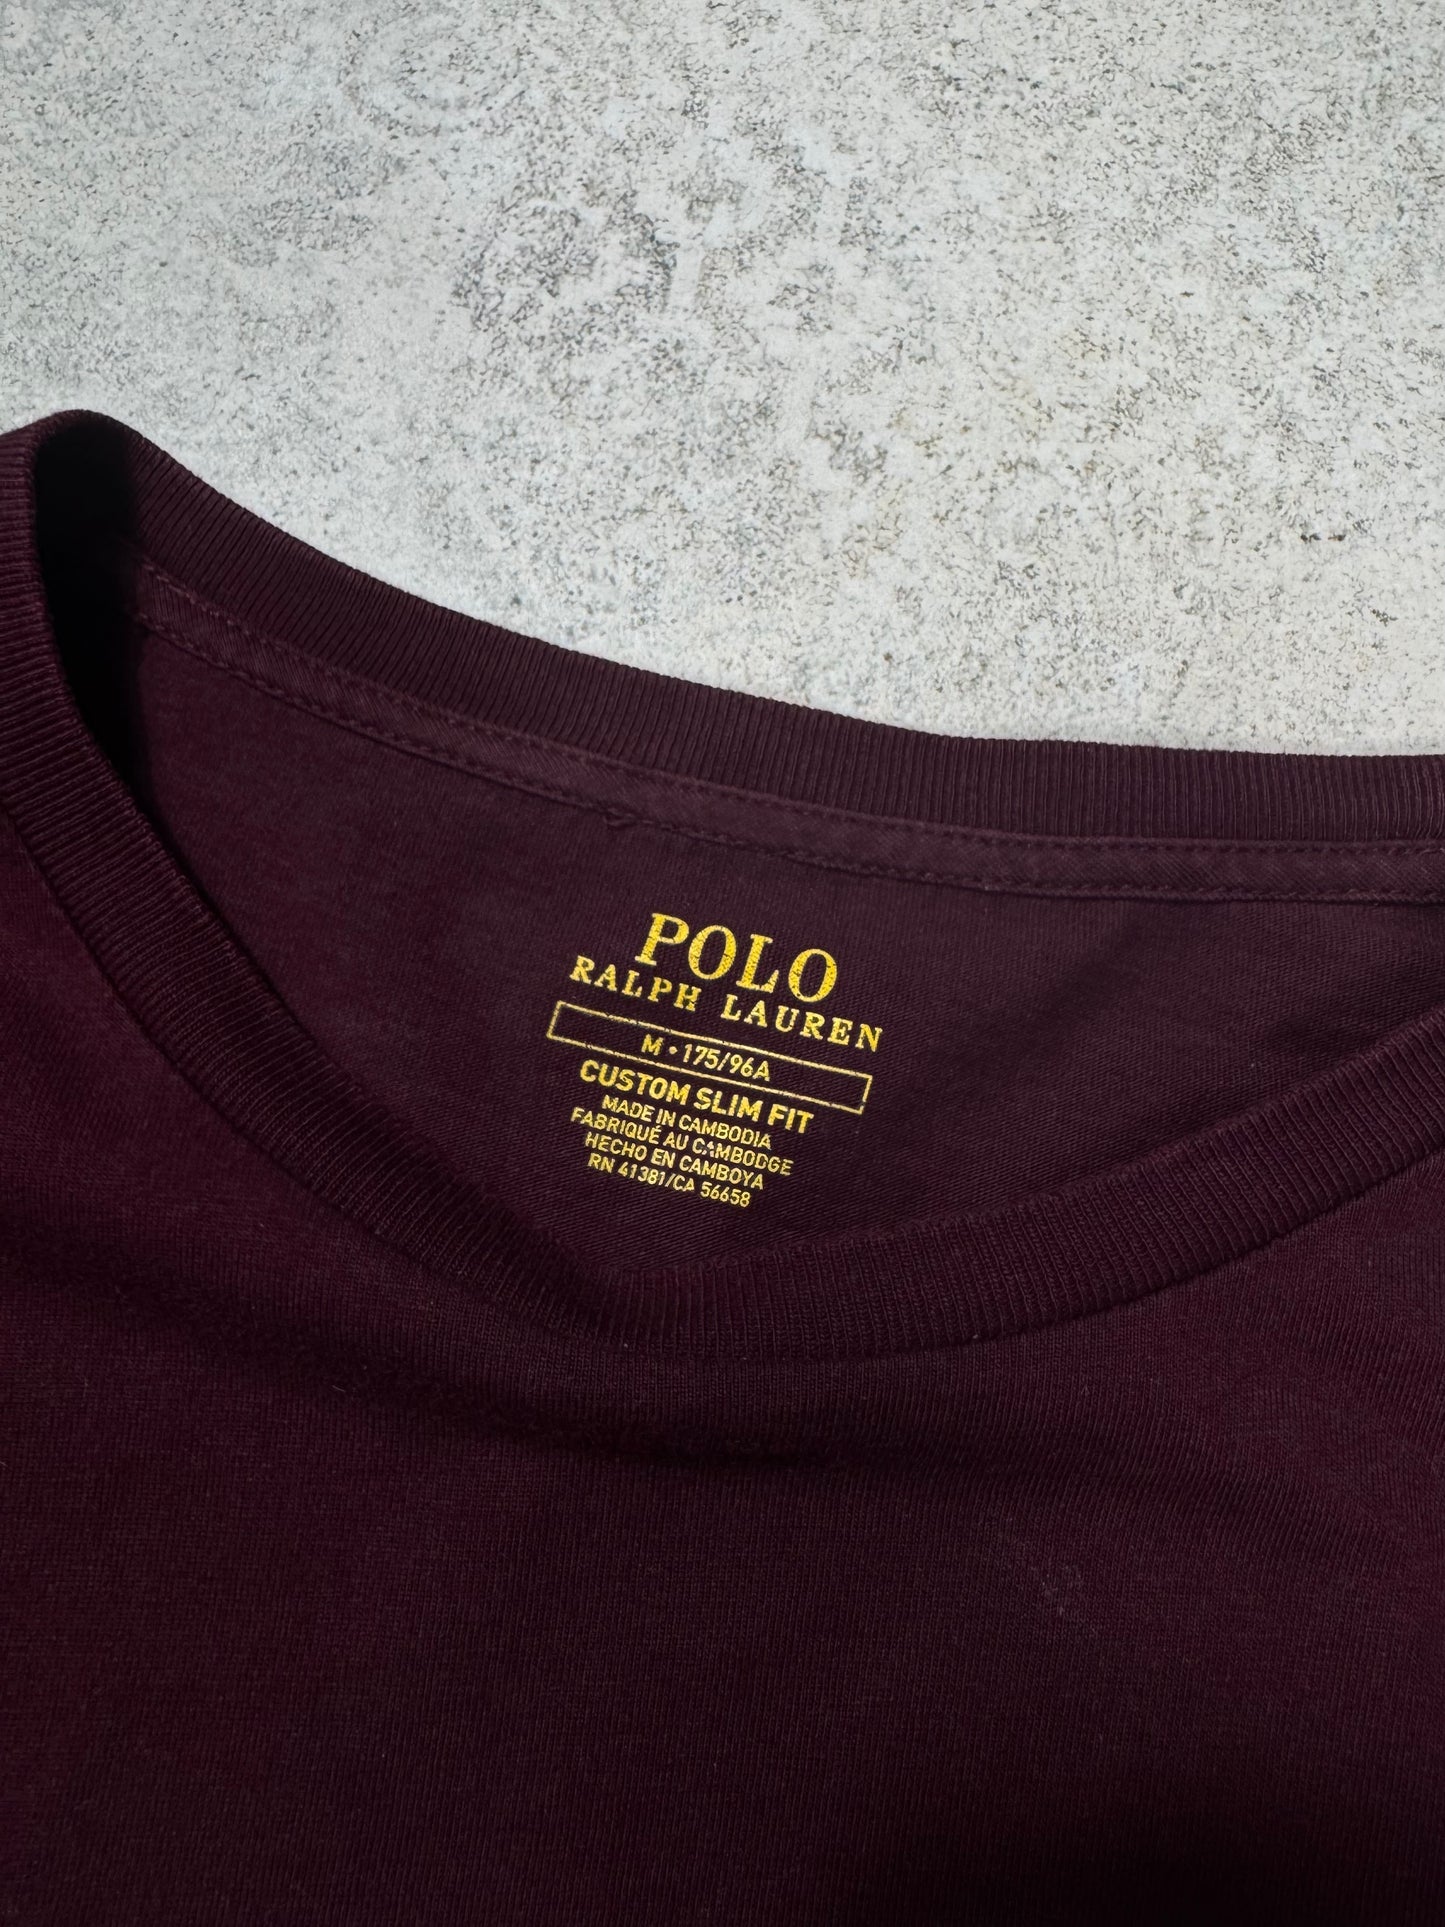 POLO
RALPH LAUREN
M • 175/96A
CUSTOM SLIM FIT
MADE IN CAMBODIA
FABRIQUÉ AU CAMBODGE
HECHO EN CAMBOYA
RN 41381/CA 56658